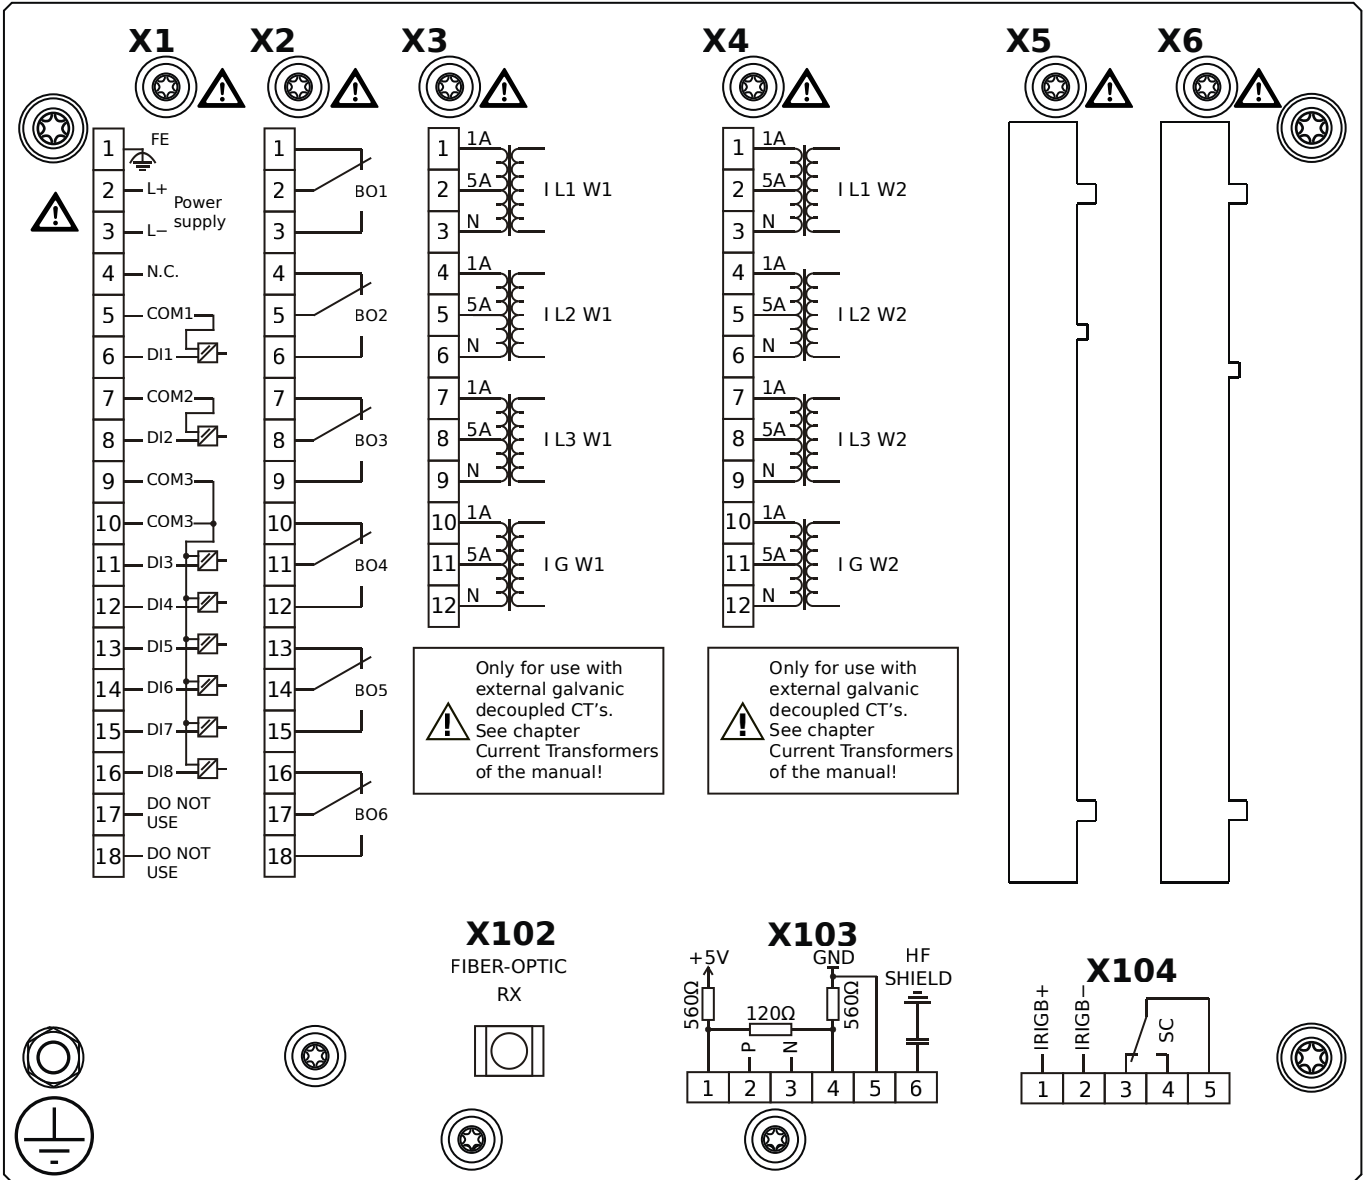 X1 X2 X3 X4 X5 X6
1 FE
2 L+
Power
supply
3 L−
4 N.C.
5 COM1
6 DI1
7 COM2
8 DI2
9 COM3
10 COM3
11 DI3
12 DI4
13 DI5
14 DI6
15 DI7
16 DI8
17 DO NOT
USE
18 DO NOT
USE
1
2 BO1
3
4
5 BO2
6
7
8 BO3
9
10
11 BO4
12
13
14 BO5
15
16
17 BO6
18
1 1A
2 5A I L1 W1
3 N
4 1A
5 5A I L2 W1
6 N
7 1A
8 5A I L3 W1
9 N
10 1A
11 5A I G W1
12 N
Only for use with
external galvanic
decoupled CT’s.
See chapter
Current Transformers
of the manual!
1 1A
2 5A I L1 W2
3 N
4 1A
5 5A I L2 W2
6 N
7 1A
8 5A I L3 W2
9 N
10 1A
11 5A I G W2
12 N
Only for use with
external galvanic
decoupled CT’s.
See chapter
Current Transformers
of the manual!
X102
FIBER-OPTIC
RX
X103
+5V GND HF
SHIELD
560Ω 120Ω 560Ω
P N
1 2 3 4 5 6
X104
IRIGB+ IRIGB− SC
1 2 3 4 5